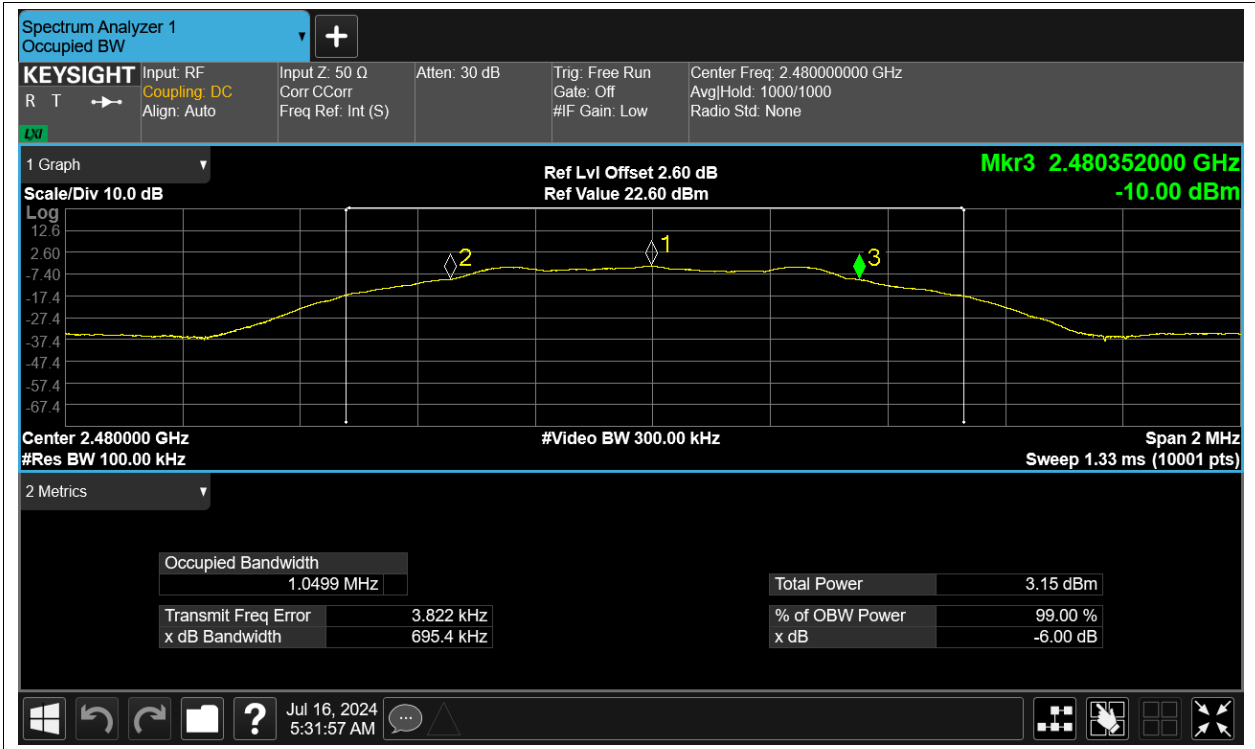 Spectrum Analyzer 1
Occupied BW
KEYSIGHT
R T
LXI
Input: RF
Coupling: DC
Align: Auto
Input Z: 50 Ω
Corr CCorr
Freq Ref: Int (S)
Atten: 30 dB
Trig: Free Run
Gate: Off
#IF Gain: Low
Center Freq: 2.480000000 GHz
Avg|Hold: 1000/1000
Radio Std: None
1 Graph
Scale/Div 10.0 dB
Ref Lvl Offset 2.60 dB
Ref Value 22.60 dBm
Mkr3 2.480352000 GHz
-10.00 dBm
Log
12.6
2.60
-7.40
-17.4
-27.4
-37.4
-47.4
-57.4
-67.4
2
1
3
Center 2.480000 GHz
#Video BW 300.00 kHz
Span 2 MHz
#Res BW 100.00 kHz
Sweep 1.33 ms (10001 pts)
2 Metrics
Occupied Bandwidth
1.0499 MHz
Total Power 3.15 dBm
Transmit Freq Error 3.822 kHz
% of OBW Power 99.00 %
x dB Bandwidth 695.4 kHz
x dB -6.00 dB
?
Jul 16, 2024
5:31:57 AM